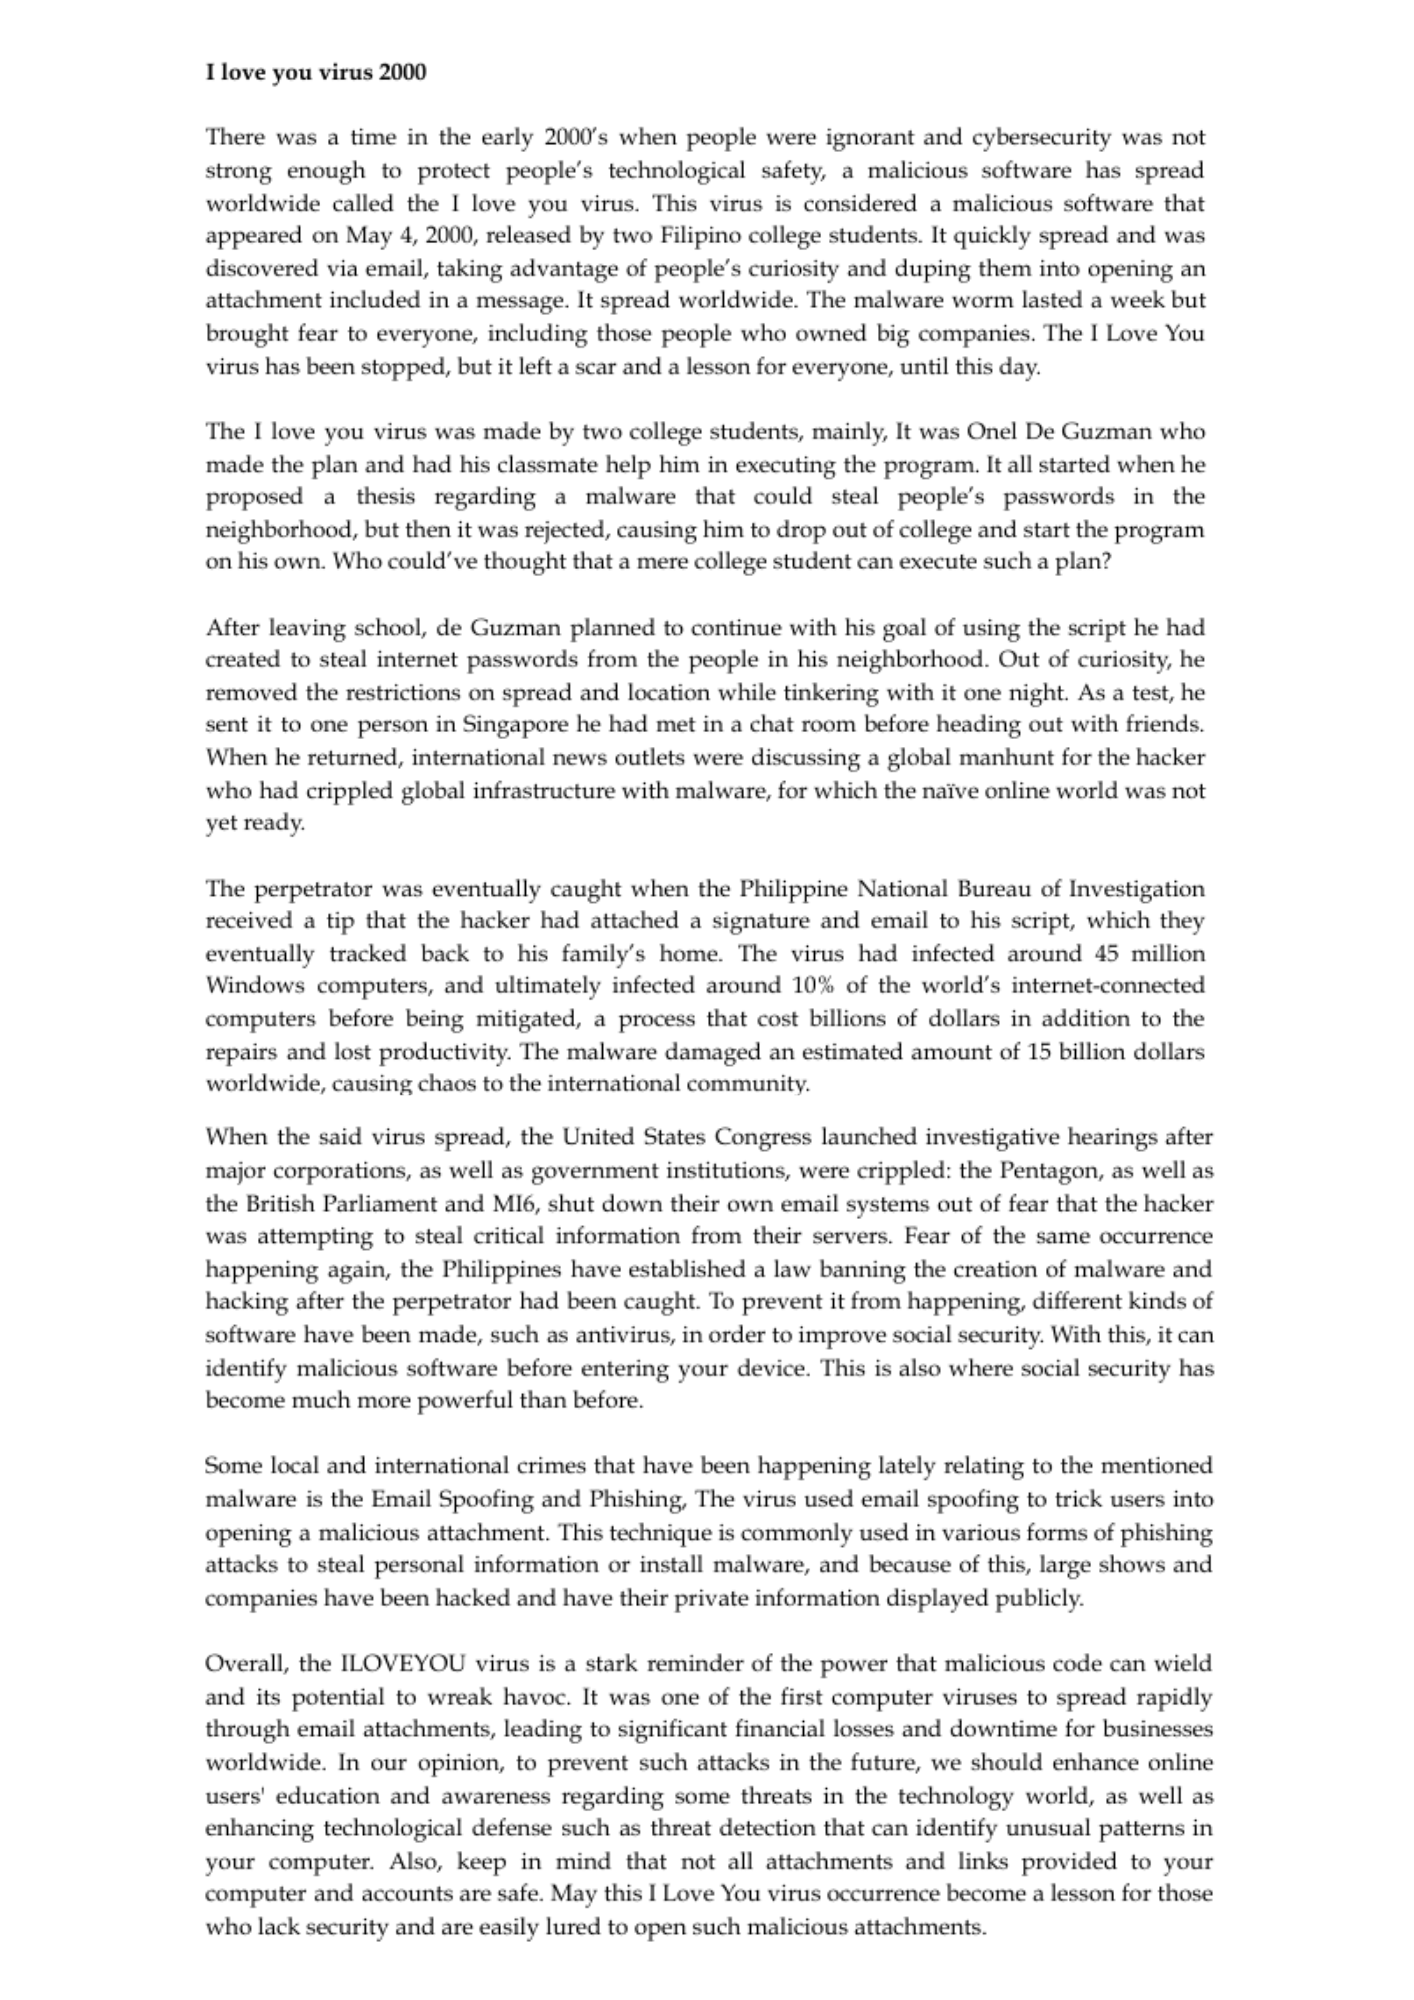 I love you virus 2000
There was a time in the early 2000's when people were ignorant and cybersecurity was not
strong enough to protect people's technological safety, a malicious software has spread
worldwide called the I love you virus. This virus is considered a malicious software that
appeared on May 4, 2000, released by two Filipino college students. It quickly spread and was
discovered via email, taking advantage of people's curiosity and duping them into opening an
attachment included in a message. It spread worldwide. The malware worm lasted a week but
brought fear to everyone, including those people who owned big companies. The I Love You
virus has been stopped, but it left a scar and a lesson for everyone, until this day.
The I love you virus was made by two college students, mainly, It was Onel De Guzman who
made the plan and had his classmate help him in executing the program. It all started when he
proposed a thesis regarding a malware that could steal people's passwords in the
neighborhood, but then it was rejected, causing him to drop out of college and start the program
on his own. Who could've thought that a mere college student can execute such a plan?
After leaving school, de Guzman planned to continue with his goal of using the script he had
created to steal internet passwords from the people in his neighborhood. Out of curiosity, he
removed the restrictions on spread and location while tinkering with it one night. As a test, he
sent it to one person in Singapore he had met in a chat room before heading out with friends.
When he returned, international news outlets were discussing a global manhunt for the hacker
who had crippled global infrastructure with malware, for which the naïve online world was not
yet ready.
The perpetrator was eventually caught when the Philippine National Bureau of Investigation
received a tip that the hacker had attached a signature and email to his script, which they
eventually tracked back to his family's home. The virus had infected around 45 million
Windows computers, and ultimately infected around 10% of the world's internet-connected
computers before being mitigated, a process that cost billions of dollars in addition to the
repairs and lost productivity. The malware damaged an estimated amount of 15 billion dollars
worldwide, causing chaos to the international community.
When the said virus spread, the United States Congress launched investigative hearings after
major corporations, as well as government institutions, were crippled: the Pentagon, as well as
the British Parliament and MI6, shut down their own email systems out of fear that the hacker
was attempting to steal critical information from their servers. Fear of the same occurrence
happening again, the Philippines have established a law banning the creation of malware and
hacking after the perpetrator had been caught. To prevent it from happening, different kinds of
software have been made, such as antivirus, in order to improve social security. With this, it can
identify malicious software before entering your device. This is also where social security has
become much more powerful than before.
Some local and international crimes that have been happening lately relating to the mentioned
malware is the Email Spoofing and Phishing, The virus used email spoofing to trick users into
opening a malicious attachment. This technique is commonly used in various forms of phishing
attacks to steal personal information or install malware, and because of this, large shows and
companies have been hacked and have their private information displayed publicly.
Overall, the ILOVEYOU virus is a stark reminder of the power that malicious code can wield
and its potential to wreak havoc. It was one of the first computer viruses to spread rapidly
through email attachments, leading to significant financial losses and downtime for businesses
worldwide. In our opinion, to prevent such attacks in the future, we should enhance online
users' education and awareness regarding some threats in the technology world, as well as
enhancing technological defense such as threat detection that can identify unusual patterns in
your computer. Also, keep in mind that not all attachments and links provided to your
computer and accounts are safe. May this I Love You virus occurrence become a lesson for those
who lack security and are easily lured to open such malicious attachments.